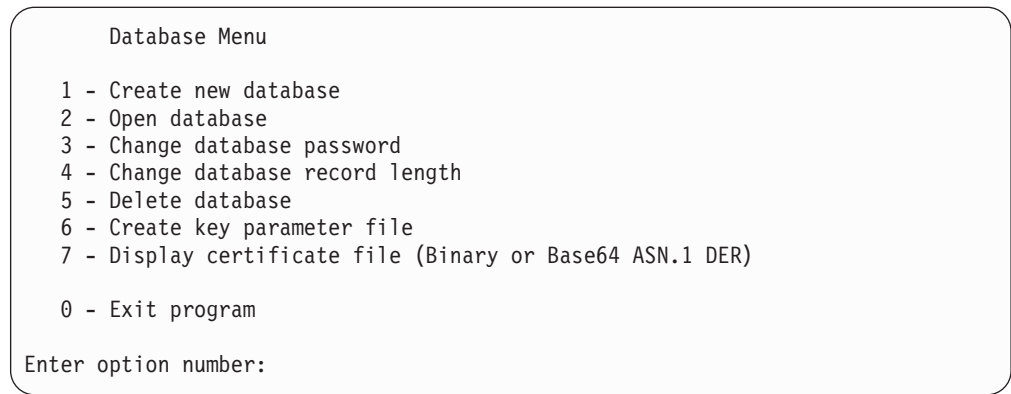 Database Menu
1 - Create new database
2 - Open database
3 - Change database password
4 - Change database record length
5 - Delete database
6 - Create key parameter file
7 - Display certificate file (Binary or Base64 ASN.1 DER)
0 - Exit program
Enter option number: